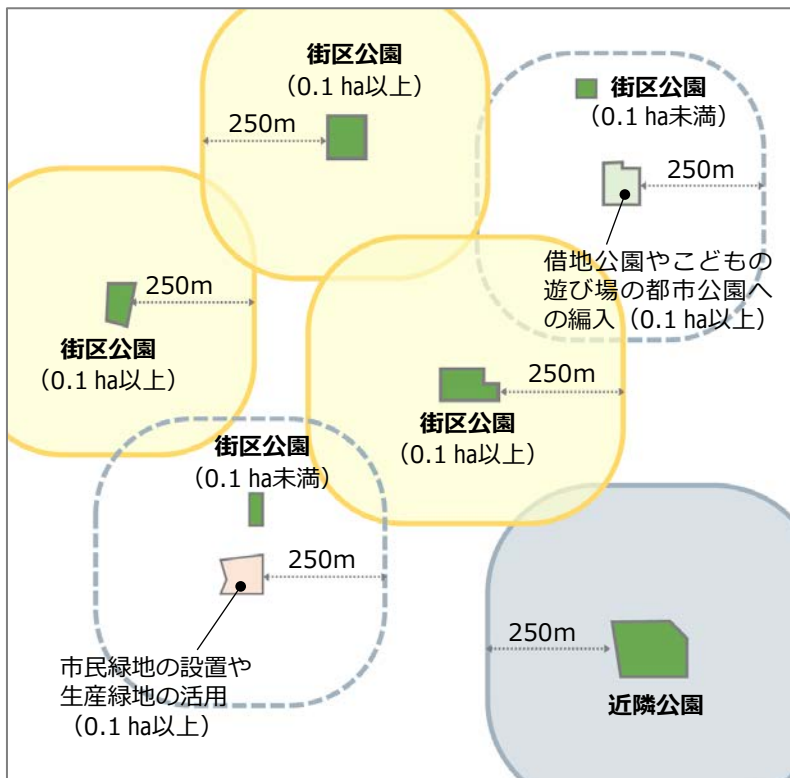 街区公園
（0.1 ha以上）
250m
街区公園
（0.1 ha未満）
250m
借地公園やこどもの
遊び場の都市公園へ
の編入（0.1 ha以上）
250m
街区公園
（0.1 ha以上）
250m
街区公園
（0.1 ha以上）
街区公園
（0.1 ha未満）
250m
市民緑地の設置や
生産緑地の活用
（0.1 ha以上）
250m
近隣公園